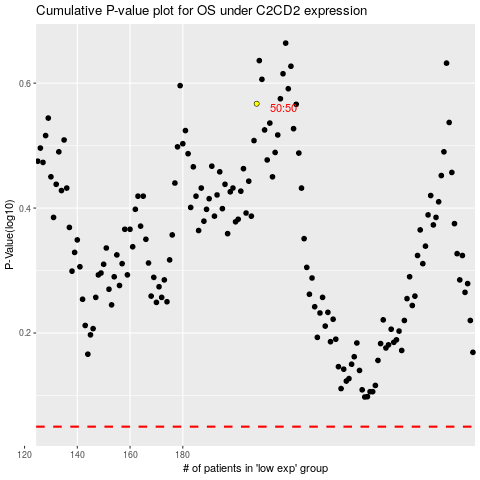 Cumulative P-value plot for OS under C2CD2 expression
P-Value(log10)
0.6
0.4
0.2
50:50
120 140 160 180
# of patients in 'low exp' group